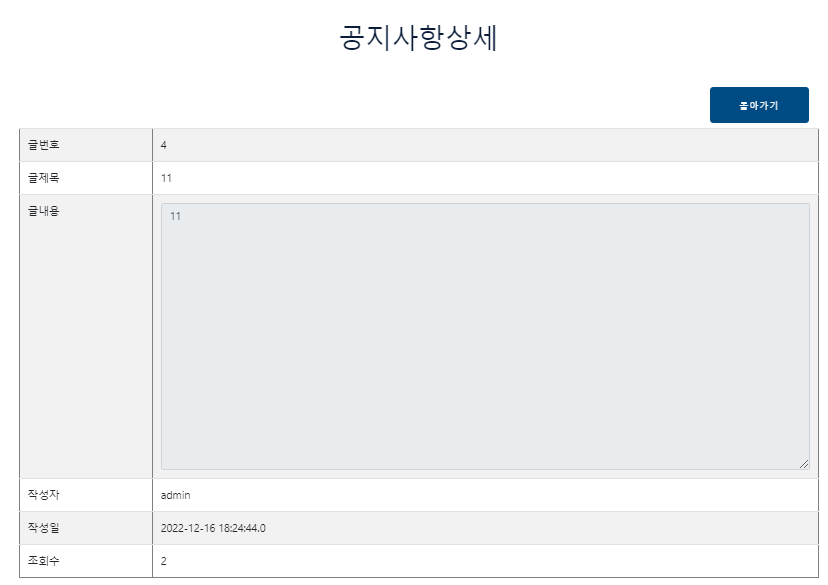 공지사항상세
돌아가기
글번호 4
글제목 11
글내용 11
작성자 admin
작성일 2022-12-16 18:24:44.0
조회수 2